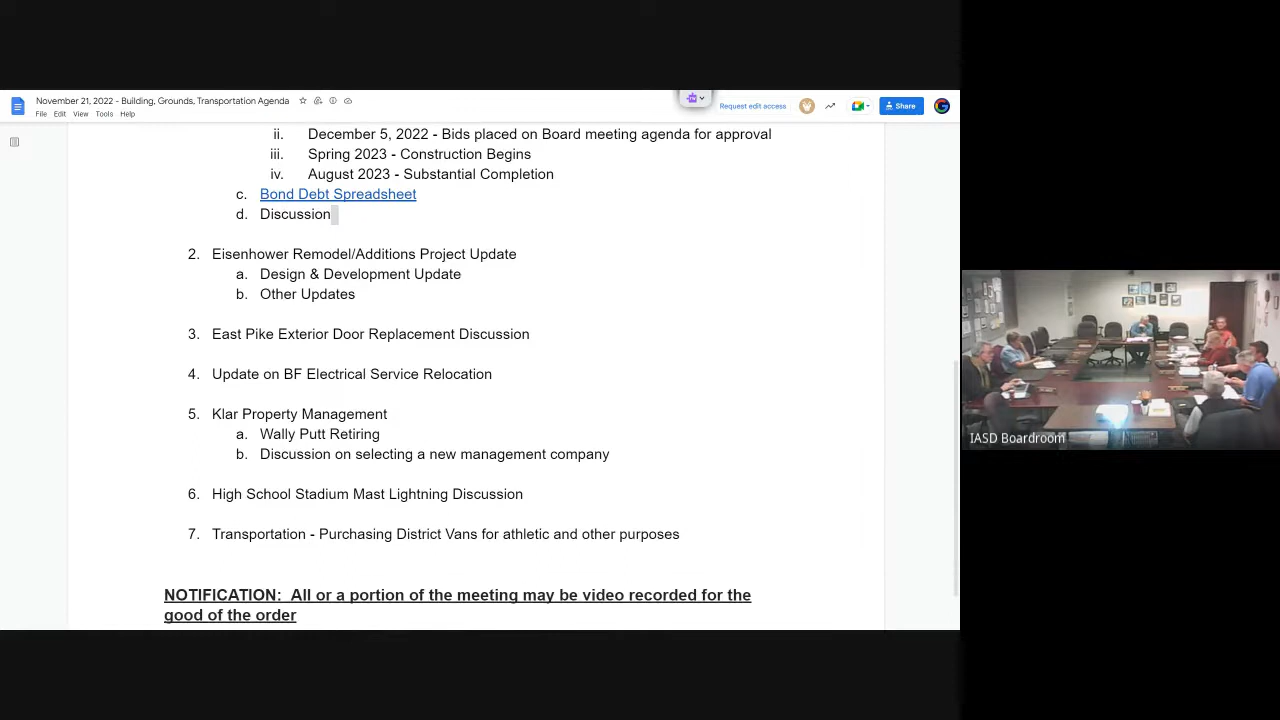 November 21, 2022 - Building, Grounds, Transportation Agenda
File Edit View Tools Help
Request edit access
Share
ii. December 5, 2022 - Bids placed on Board meeting agenda for approval
iii. Spring 2023 - Construction Begins
iv. August 2023 - Substantial Completion
c. Bond Debt Spreadsheet
d. Discussion
2. Eisenhower Remodel/Additions Project Update
a. Design & Development Update
b. Other Updates
3. East Pike Exterior Door Replacement Discussion
4. Update on BF Electrical Service Relocation
5. Klar Property Management
a. Wally Putt Retiring
b. Discussion on selecting a new management company
6. High School Stadium Mast Lightning Discussion
7. Transportation - Purchasing District Vans for athletic and other purposes
NOTIFICATION: All or a portion of the meeting may be video recorded for the
good of the order
IASD Boardroom